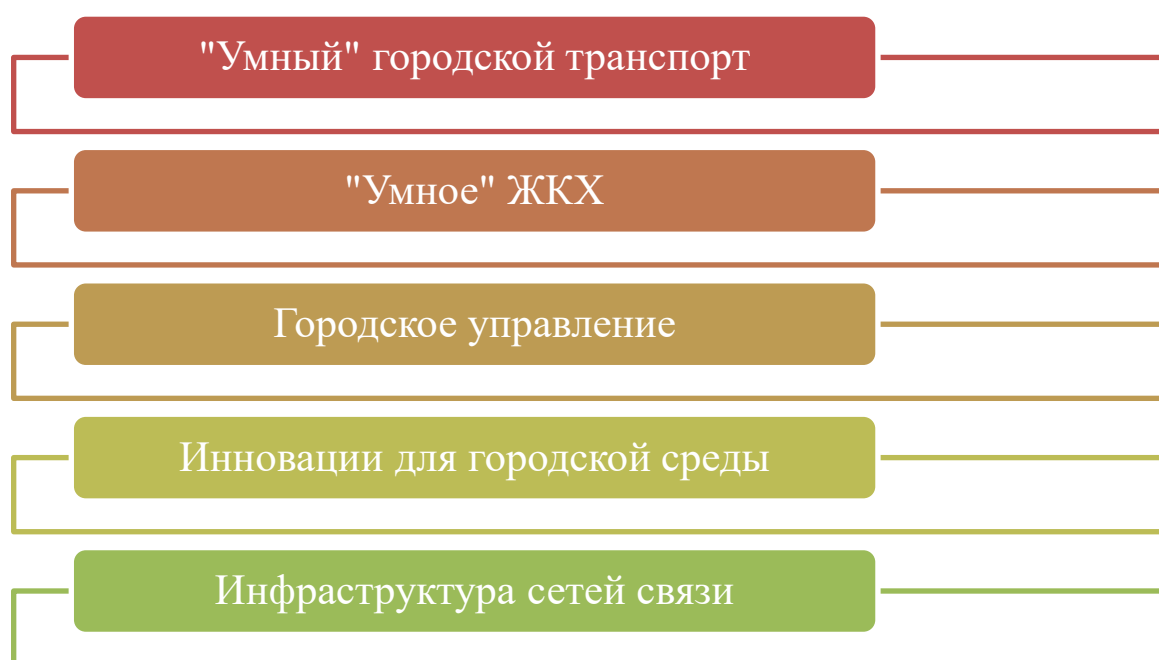 "Умный" городской транспорт
"Умное" ЖКХ
Городское управление
Инновации для городской среды
Инфраструктура сетей связи